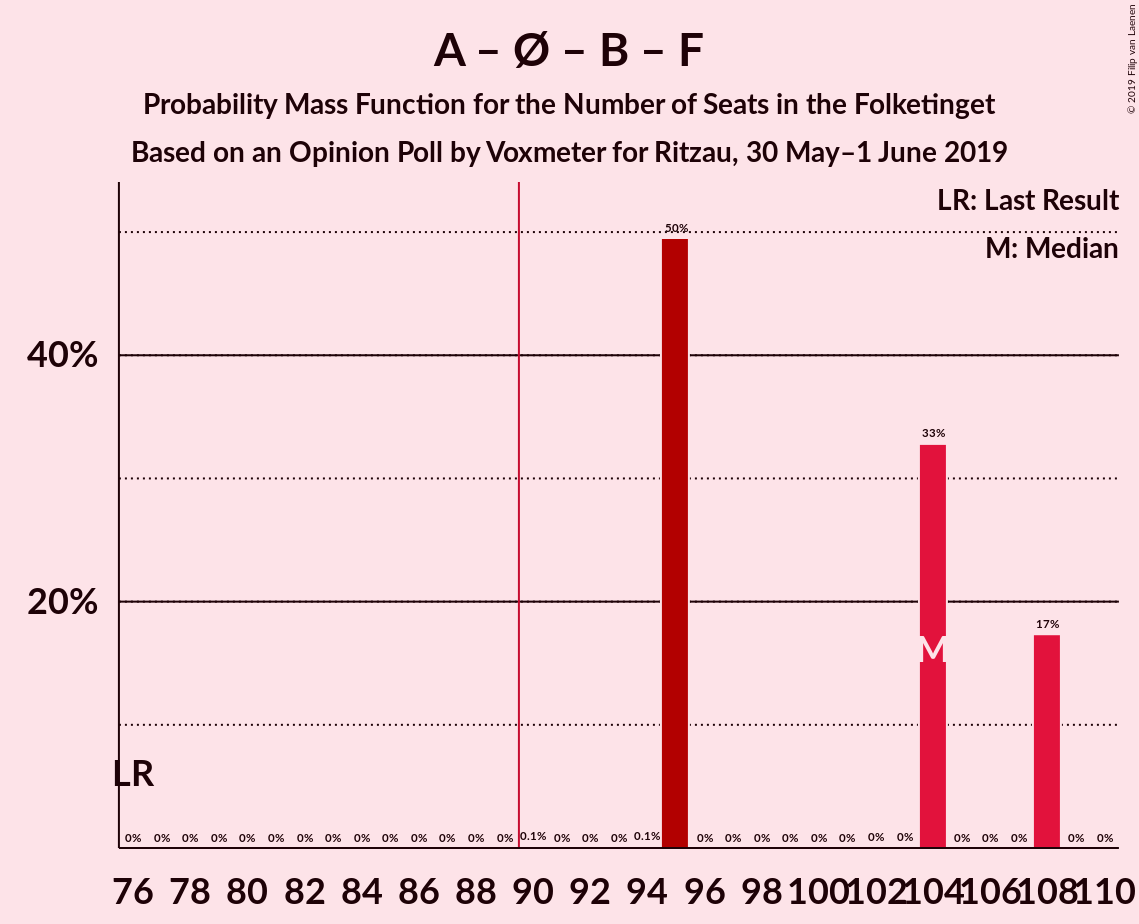 A – Ø – B – F
Probability Mass Function for the Number of Seats in the Folketinget
Based on an Opinion Poll by Voxmeter for Ritzau, 30 May–1 June 2019
© 2019 Filip van Laenen
LR: Last Result
M: Median
50%
40%
33%
20%
17%
M
LR
0% 0% 0% 0% 0% 0% 0% 0% 0% 0% 0% 0% 0% 0% 0.1% 0% 0% 0% 0.1% 0% 0% 0% 0% 0% 0% 0% 0% 0% 0% 0% 0% 0%
76 78 80 82 84 86 88 90 92 94 96 98 100 102 104 106 108 110